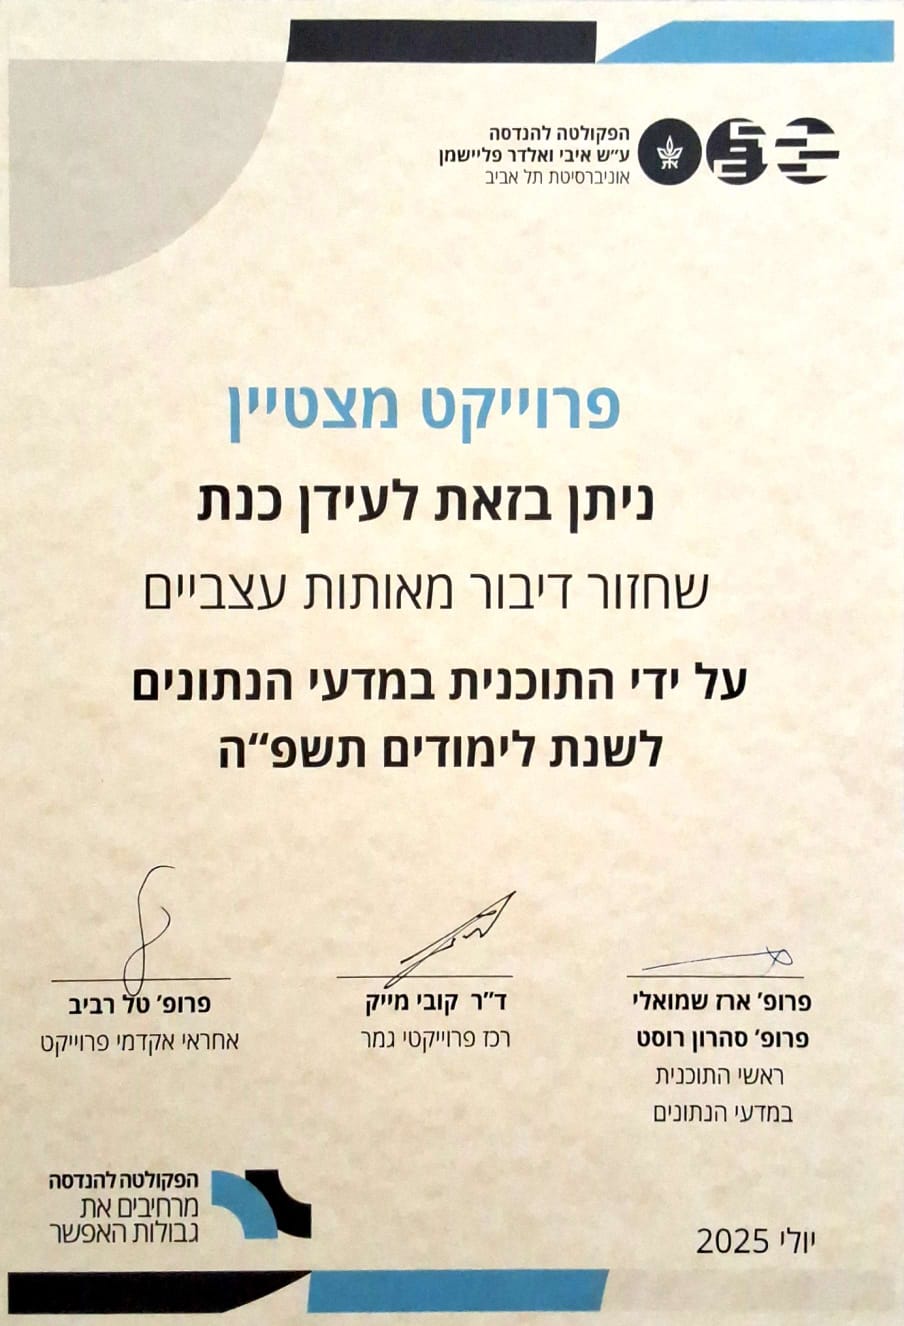 הפקולטה להנדסה
ע״ש איבי ואלדר פליישמן
אוניברסיטת תל אביב
פרוייקט מצטיין
ניתן בזאת לעידן כנת
שחזור דיבור מאותות עצביים
על ידי התוכנית במדעי הנתונים
לשנת לימודים תשפ״ה
פרופ׳ ארז שמואלי
פרופ׳ סהרון רוסט
ראשי התוכנית
במדעי הנתונים
ד״ר קובי מייק
רכז פרוייקטי גמר
פרופ׳ טל רביב
אחראי אקדמי פרוייקט
יולי 2025
הפקולטה להנדסה
מרחיבים את
גבולות האפשר